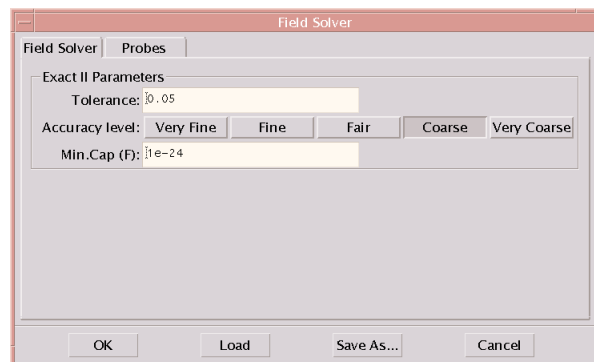 Field Solver
Field Solver Probes
Exact II Parameters
Tolerance: 0.05
Accuracy level: Very Fine Fine Fair Coarse Very Coarse
Min.Cap (F): 1e-24
OK Load Save As... Cancel